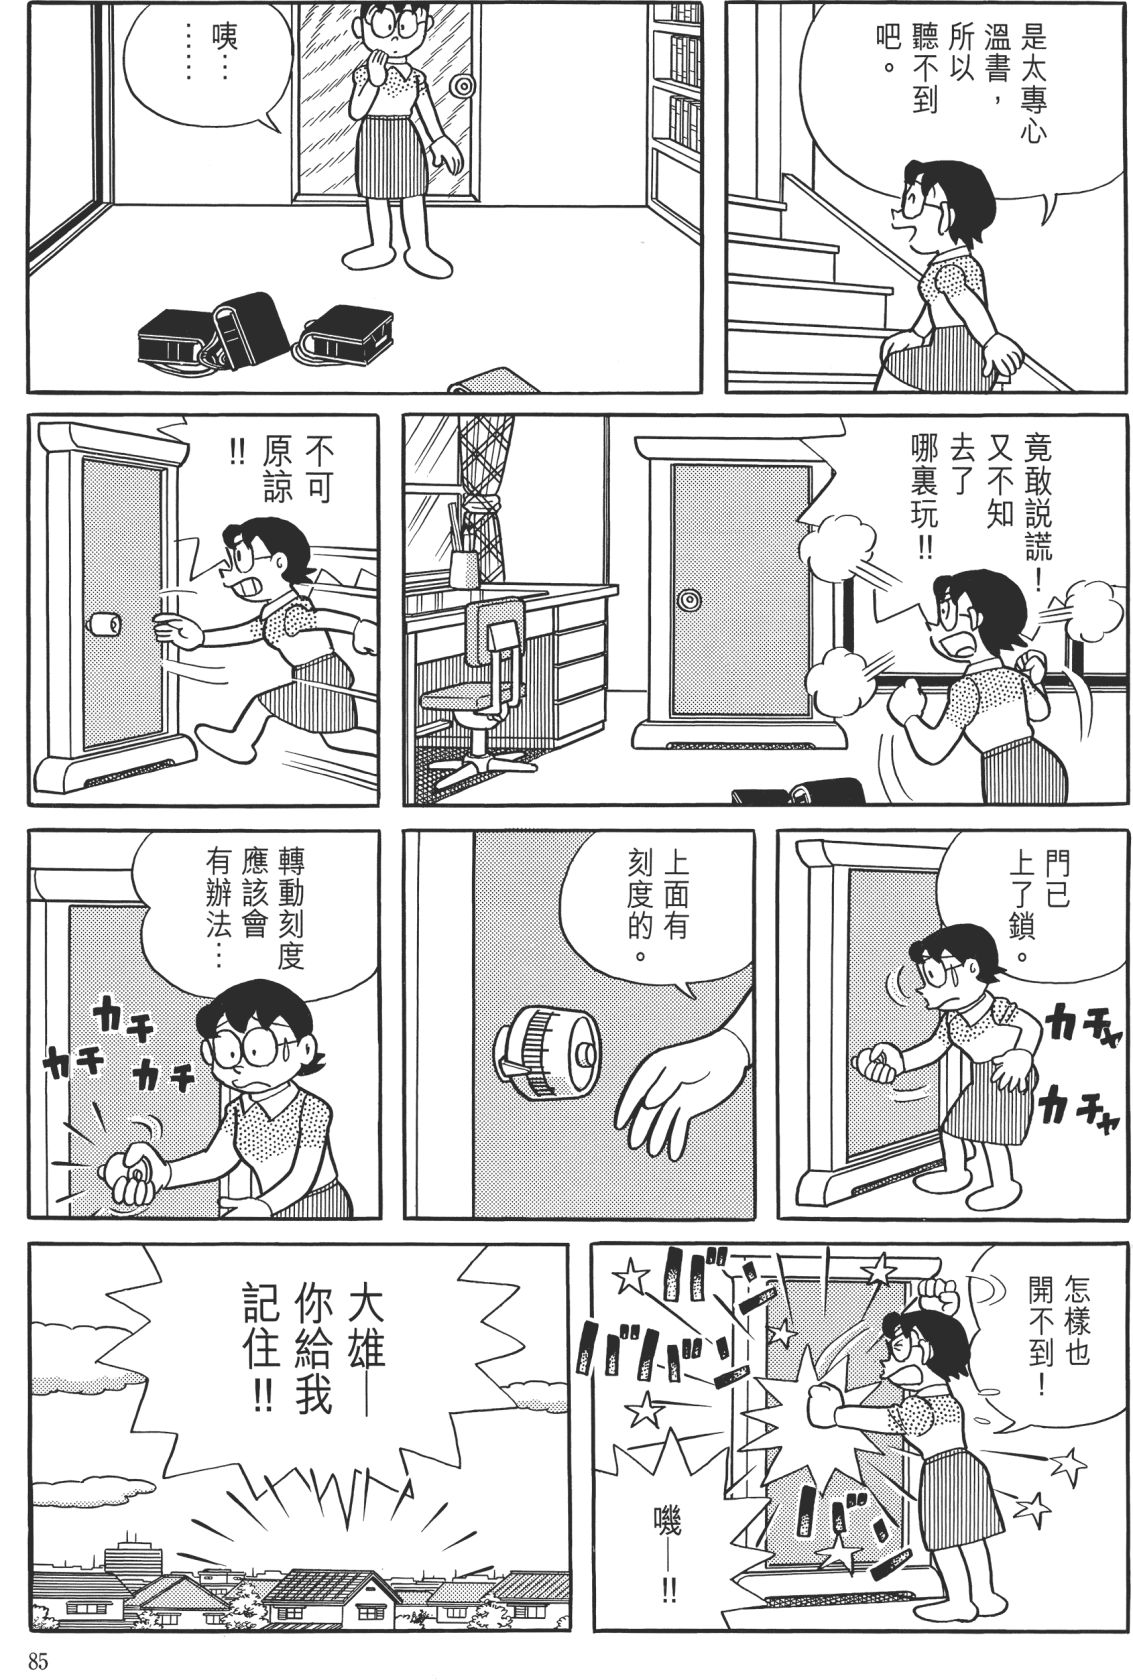 是太專心
溫書，
所以
聽不到
吧。
咦…
……
竟敢説謊！
又不知
去了
哪裏玩!!
不可
原諒
!!
門已
上了鎖。
カチャ
カチャ
上面有
刻度的。
轉動刻度
應該會
有辦法…
カチ
カチ
カチ
怎樣也
開不到！
嘰—!!
大雄—
你給我
記住!!
85